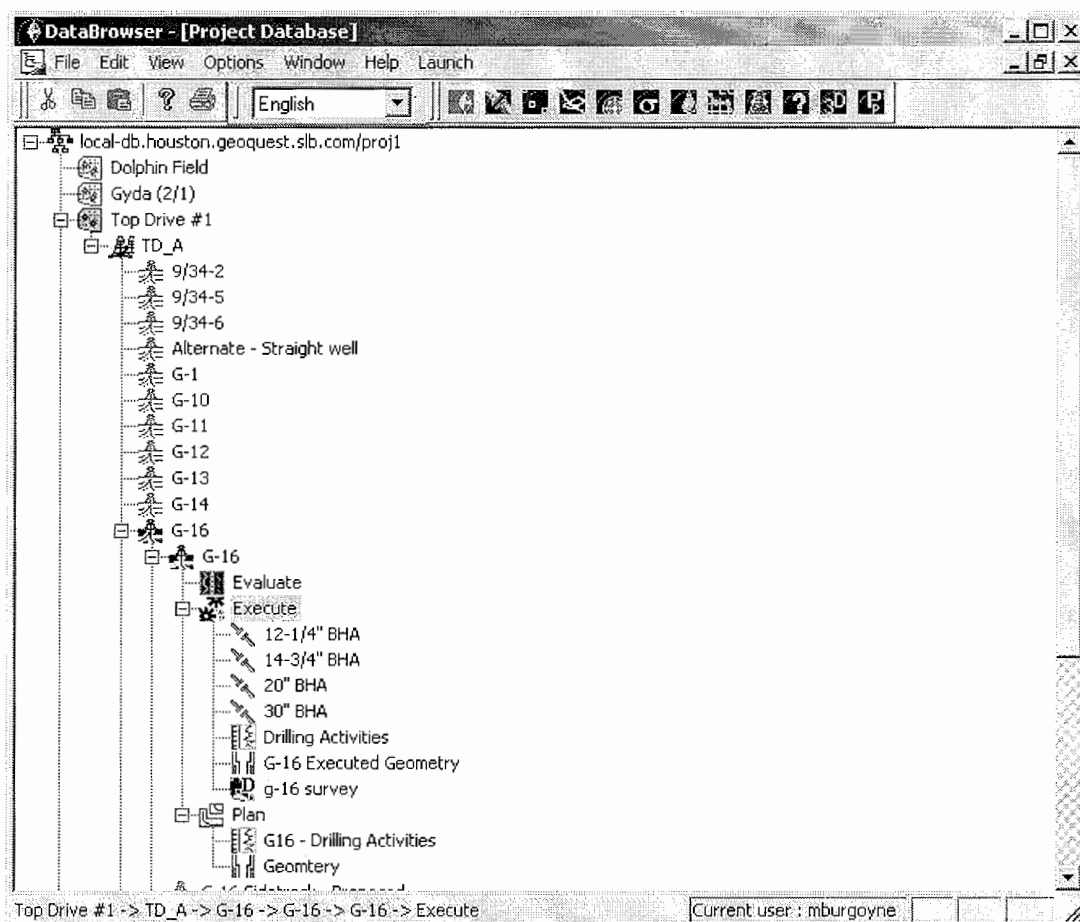 DataBrowser - [Project Database]
File Edit View Options Window Help Launch
English
local-db.houston.geoquest.slb.com/proj1
Dolphin Field
Gyda (2/1)
Top Drive #1
TD_A
9/34-2
9/34-5
9/34-6
Alternate - Straight well
G-1
G-10
G-11
G-12
G-13
G-14
G-16
G-16
Evaluate
Execute
12-1/4" BHA
14-3/4" BHA
20" BHA
30" BHA
Drilling Activities
G-16 Executed Geometry
g-16 survey
Plan
G16 - Drilling Activities
Geomtery
Top Drive #1 -> TD_A -> G-16 -> G-16 -> G-16 -> Execute
Current user : mburgoyne